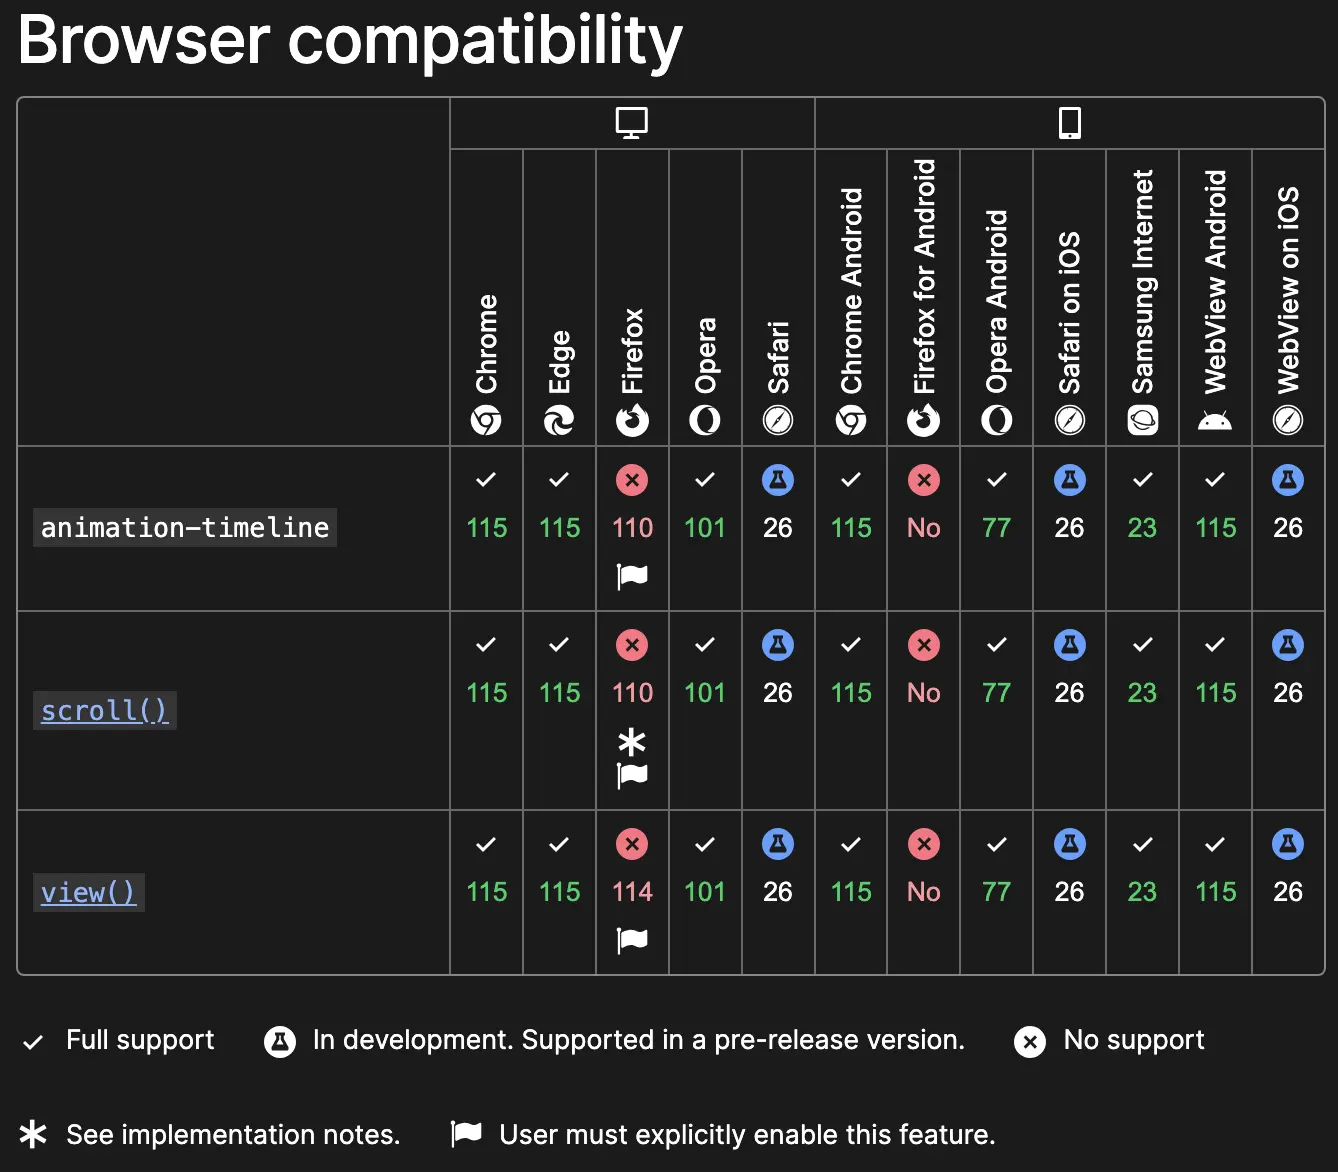 Browser compatibility
Chrome
Edge
Firefox
Opera
Safari
Chrome Android
Firefox for Android
Opera Android
Safari on iOS
Samsung Internet
WebView Android
WebView on iOS
animation-timeline
115 115 110 101 26 115 No 77 26 23 115 26
scroll()
115 115 110 101 26 115 No 77 26 23 115 26
view()
115 115 114 101 26 115 No 77 26 23 115 26
Full support In development. Supported in a pre-release version. No support
See implementation notes. User must explicitly enable this feature.